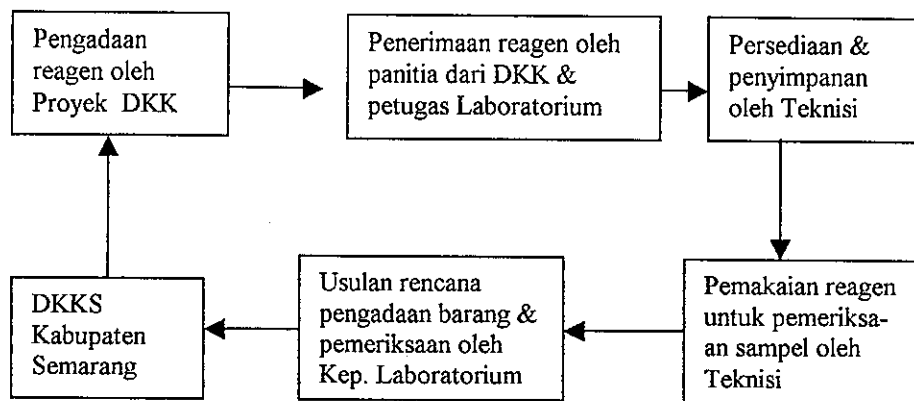 Pengadaan
reagen oleh
Proyek DKK
Penerimaan reagen oleh
panitia dari DKK &
petugas Laboratorium
Persediaan &
penyimpanan
oleh Teknisi
DKKS
Kabupaten
Semarang
Usulan rencana
pengadaan barang &
pemeriksaan oleh
Kep. Laboratorium
Pemakaian reagen
untuk pemeriksa-
an sampel oleh
Teknisi